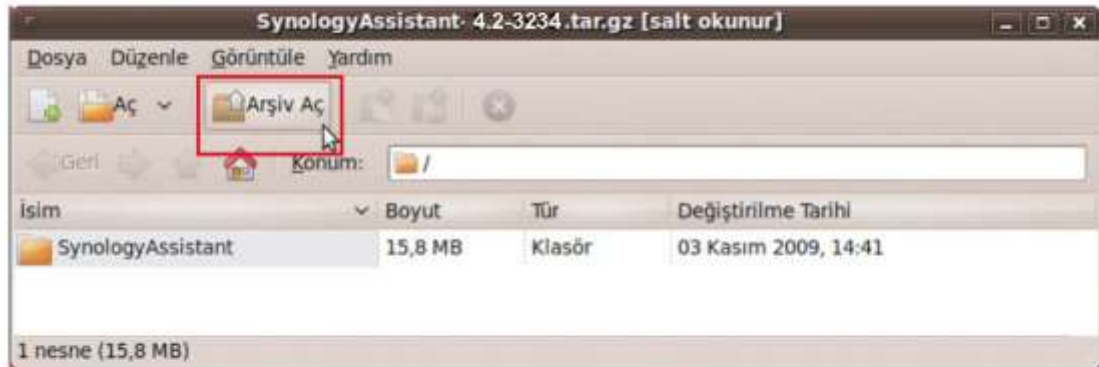 SynologyAssistant- 4.2-3234.tar.gz [salt okunur]
Dosya Düzenle Görüntüle Yardım
Aç Arşiv Aç
Geri Konum: /
İsim Boyut Tür Değiştirilme Tarihi
SynologyAssistant 15,8 MB Klasör 03 Kasım 2009, 14:41
1 nesne (15,8 MB)